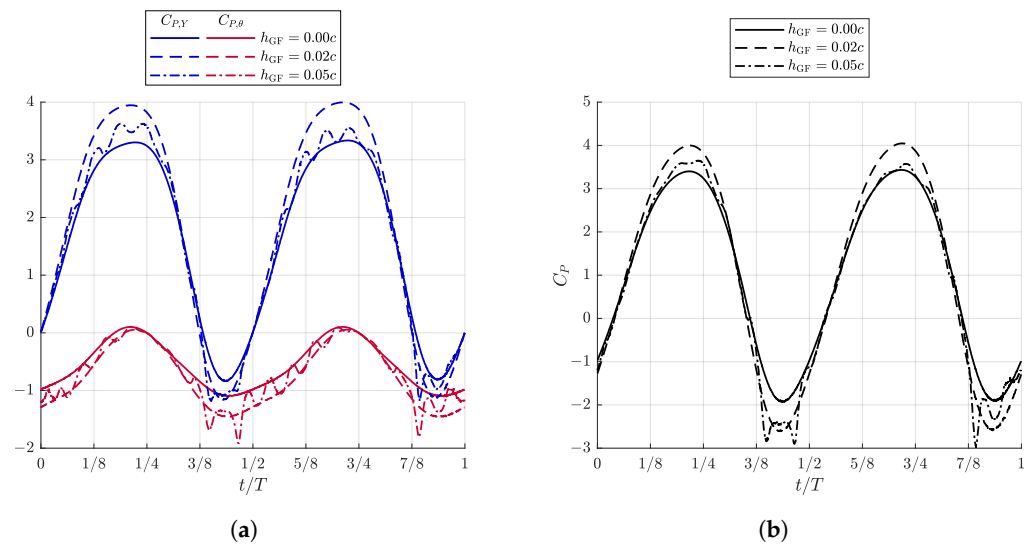 C_{P,Y} C_{P,θ}
h_{GF} = 0.00c
h_{GF} = 0.02c
h_{GF} = 0.05c
4
3
2
1
0
−1
−2
0 1/8 1/4 3/8 1/2 5/8 3/4 7/8 1
t/T
(a)
h_{GF} = 0.00c
h_{GF} = 0.02c
h_{GF} = 0.05c
5
4
3
2
1
0
−1
−2
−3
C_P
0 1/8 1/4 3/8 1/2 5/8 3/4 7/8 1
t/T
(b)